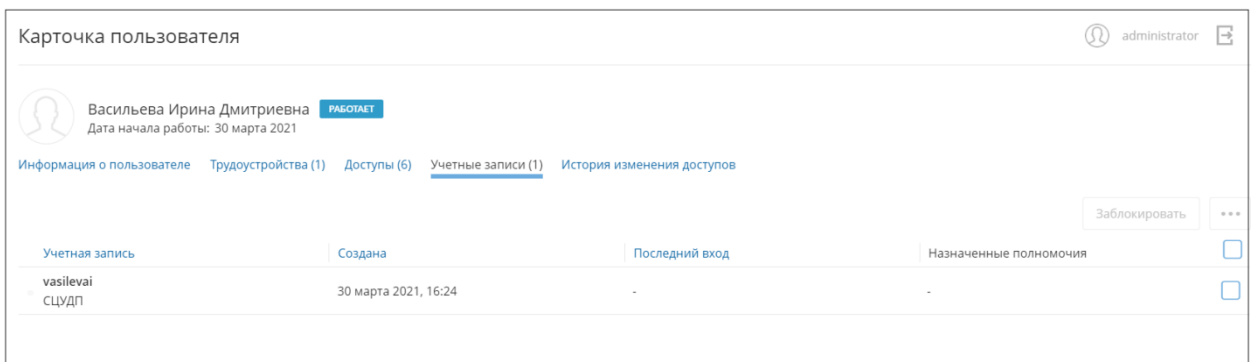 Карточка пользователя
administrator
Васильева Ирина Дмитриевна РАБОТАЕТ
Дата начала работы: 30 марта 2021
Информация о пользователе Трудоустройства (1) Доступы (6) Учетные записи (1) История изменения доступов
Заблокировать ...
Учетная запись Создана Последний вход Назначенные полномочия
vasilevai
СЦУДП 30 марта 2021, 16:24 - -